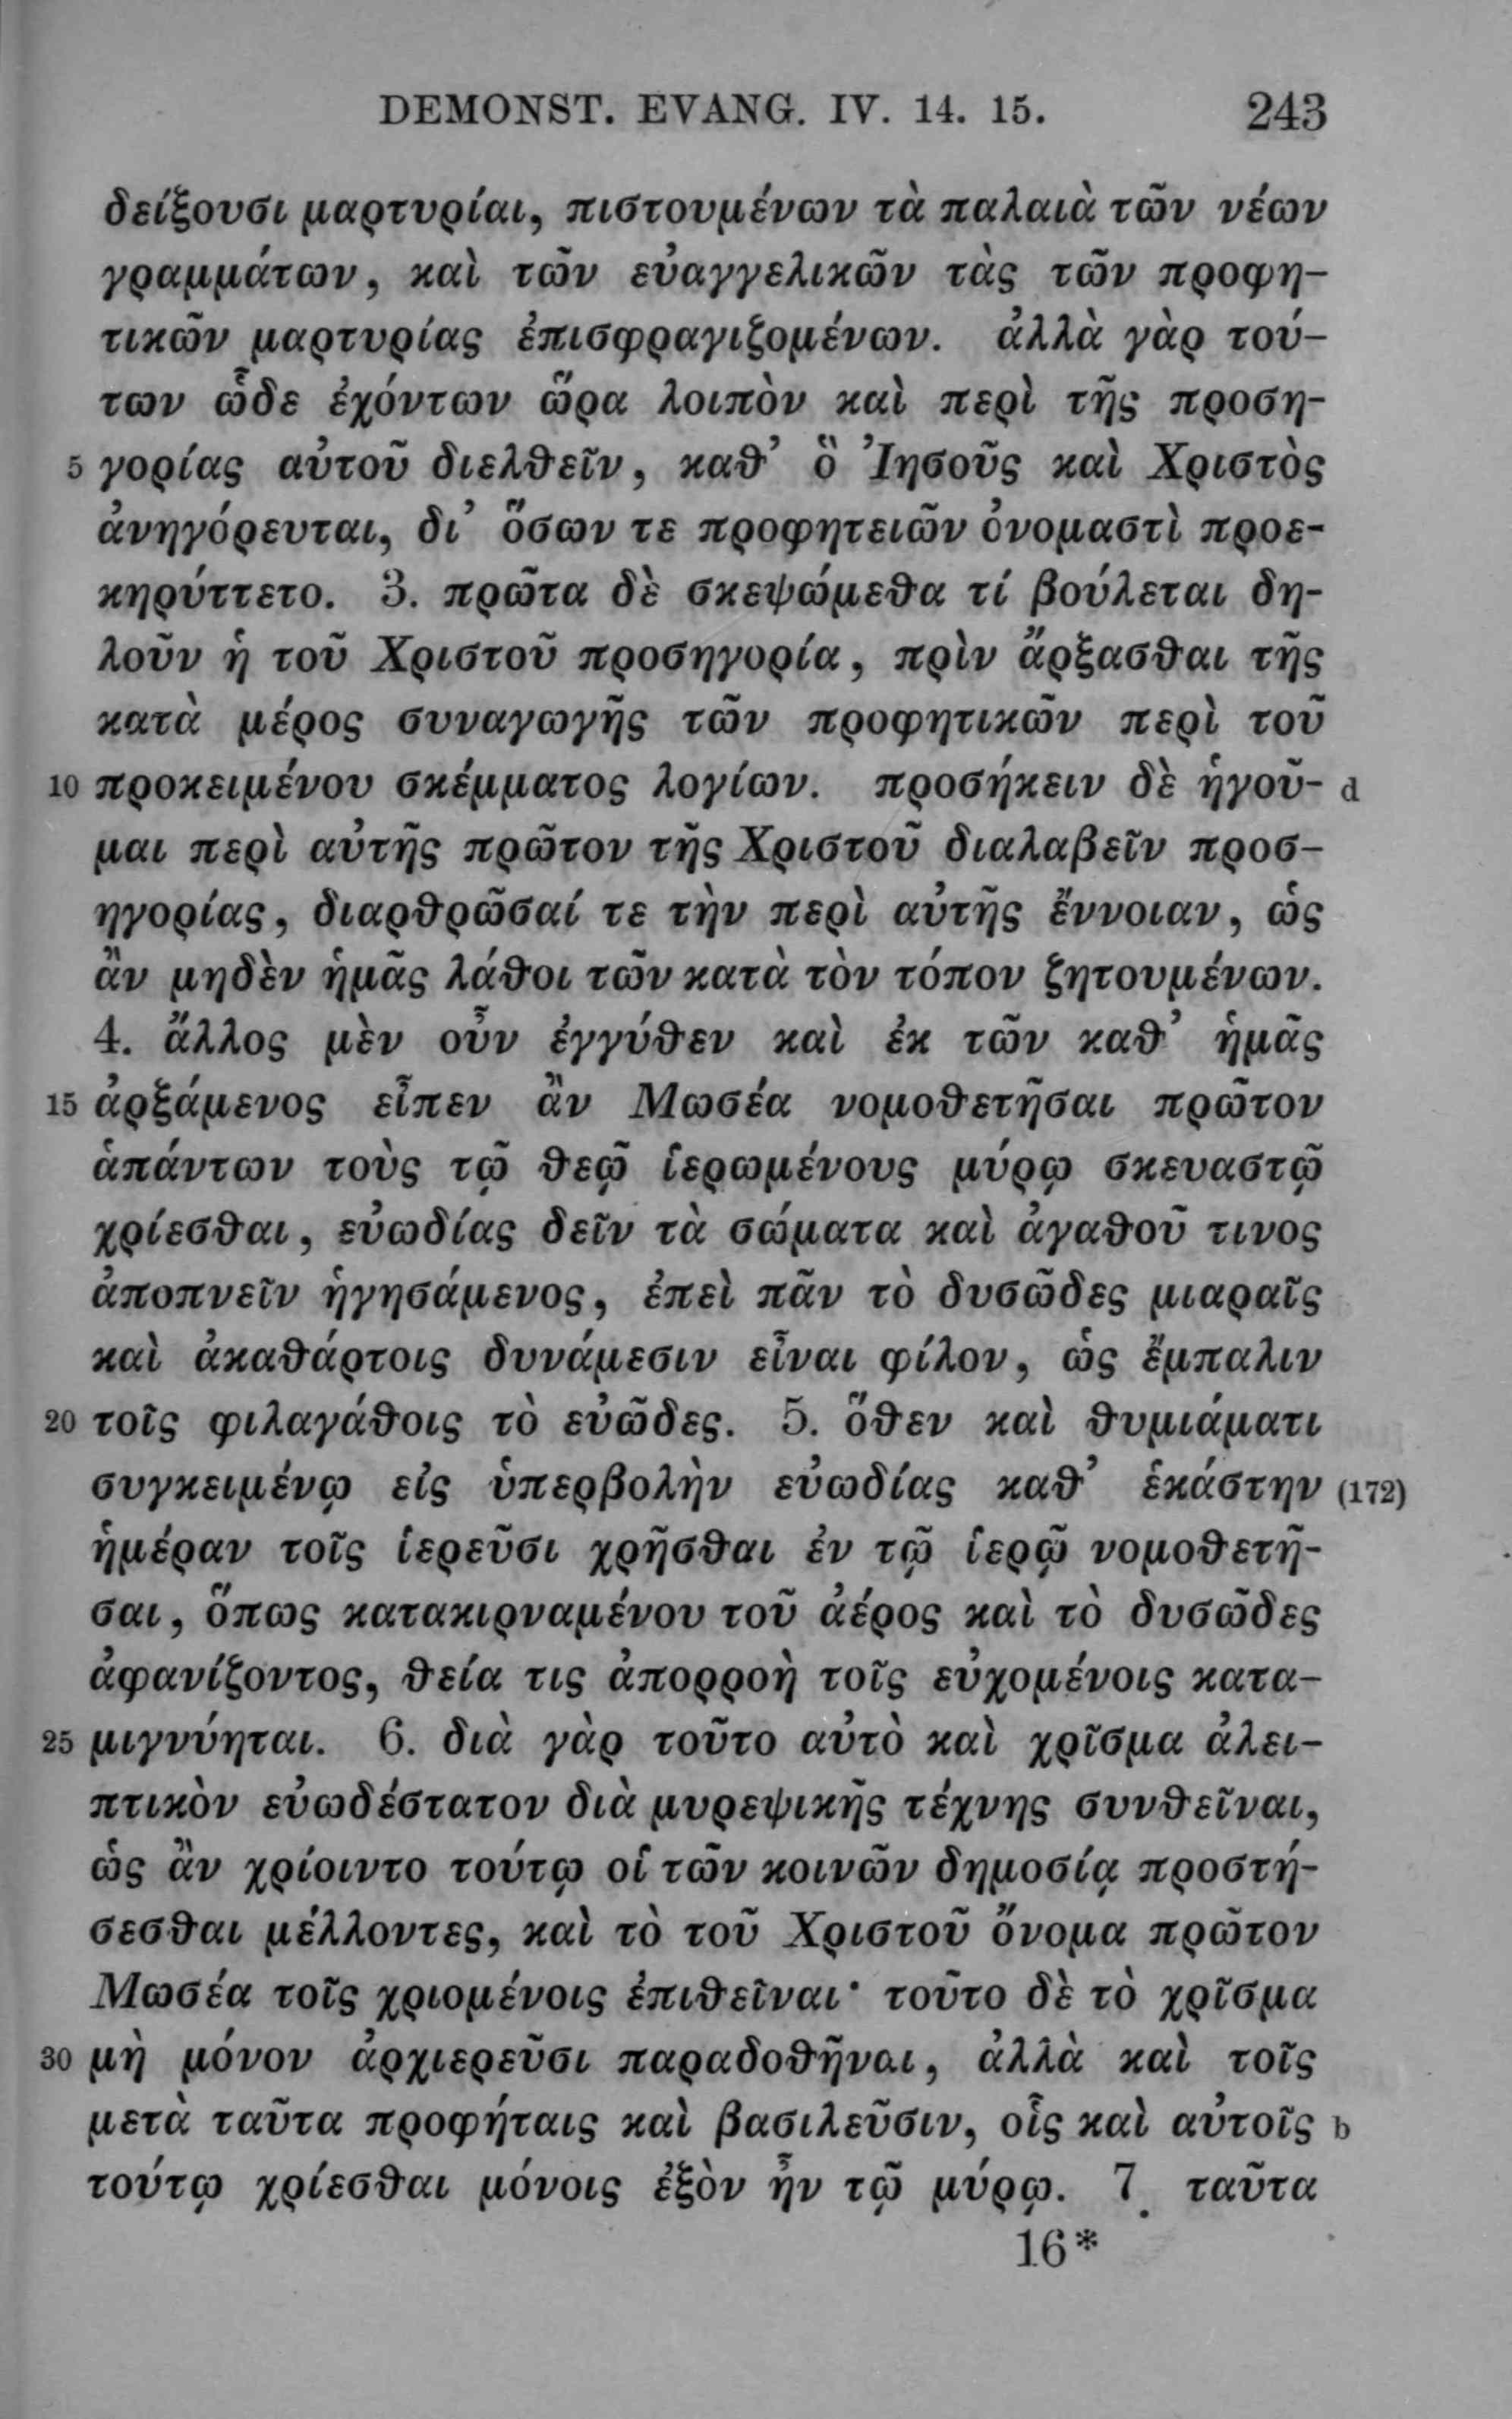 DEMONST. EVANG. IV. 14. 15. 243
δείξουσι μαρτυρίαι, πιστουμένων τὰ παλαιὰ τῶν νέων
γραμμάτων, καὶ τῶν εὐαγγελικῶν τὰς τῶν προφη-
τικῶν μαρτυρίας ἐπισφραγιζομένων. ἀλλὰ γὰρ τού-
των ὧδε ἐχόντων ὥρα λοιπὸν καὶ περὶ τῆς προση-
5 γορίας αὐτοῦ διελθεῖν, καθ’ ὃ Ἰησοῦς καὶ Χριστὸς
ἀνηγόρευται, δι’ ὅσων τε προφητειῶν ὀνομαστὶ προε-
κηρύττετο. 3. πρῶτα δὲ σκεψώμεθα τί βούλεται δη-
λοῦν ἡ τοῦ Χριστοῦ προσηγορία, πρὶν ἄρξασθαι τῆς
κατὰ μέρος συναγωγῆς τῶν προφητικῶν περὶ τοῦ
10 προκειμένου σκέμματος λογίων. προσήκειν δὲ ἡγοῦ- d
μαι περὶ αὐτῆς πρῶτον τῆς Χριστοῦ διαλαβεῖν προσ-
ηγορίας, διαρθρῶσαί τε τὴν περὶ αὐτῆς ἔννοιαν, ὡς
ἂν μηδὲν ἡμᾶς λάθοι τῶν κατὰ τὸν τόπον ζητουμένων.
4. ἄλλος μὲν οὖν ἐγγύθεν καὶ ἐκ τῶν καθ’ ἡμᾶς
15 ἀρξάμενος εἶπεν ἂν Μωσέα νομοθετῆσαι πρῶτον
ἁπάντων τοὺς τῷ θεῷ ἱερωμένους μύρῳ σκευαστῷ
χρίεσθαι, εὐωδίας δεῖν τὰ σώματα καὶ ἀγαθοῦ τινος
ἀποπνεῖν ἡγησάμενος, ἐπεὶ πᾶν τὸ δυσῶδες μιαραῖς
καὶ ἀκαθάρτοις δυνάμεσιν εἶναι φίλον, ὡς ἔμπαλιν
20 τοῖς φιλαγάθοις τὸ εὐῶδες. 5. ὅθεν καὶ θυμιάματι
συγκειμένῳ εἰς ὑπερβολὴν εὐωδίας καθ’ ἑκάστην (172)
ἡμέραν τοῖς ἱερεῦσι χρῆσθαι ἐν τῷ ἱερῷ νομοθετῆ-
σαι, ὅπως κατακιρναμένου τοῦ ἀέρος καὶ τὸ δυσῶδες
ἀφανίζοντος, θεία τις ἀπορροὴ τοῖς εὐχομένοις κατα-
25 μιγνύηται. 6. διὰ γὰρ τοῦτο αὐτὸ καὶ χρῖσμα ἀλει-
πτικὸν εὐωδέστατον διὰ μυρεψικῆς τέχνης συνθεῖναι,
ὡς ἂν χρίοιντο τούτῳ οἱ τῶν κοινῶν δημοσίᾳ προστή-
σεσθαι μέλλοντες, καὶ τὸ τοῦ Χριστοῦ ὄνομα πρῶτον
Μωσέα τοῖς χριομένοις ἐπιθεῖναι· τοῦτο δὲ τὸ χρῖσμα
30 μὴ μόνον ἀρχιερεῦσι παραδοθῆναι, ἀλλὰ καὶ τοῖς
μετὰ ταῦτα προφήταις καὶ βασιλεῦσιν, οἷς καὶ αὐτοῖς b
τούτῳ χρίεσθαι μόνοις ἐξὸν ἦν τῷ μύρῳ. 7. ταῦτα
16*